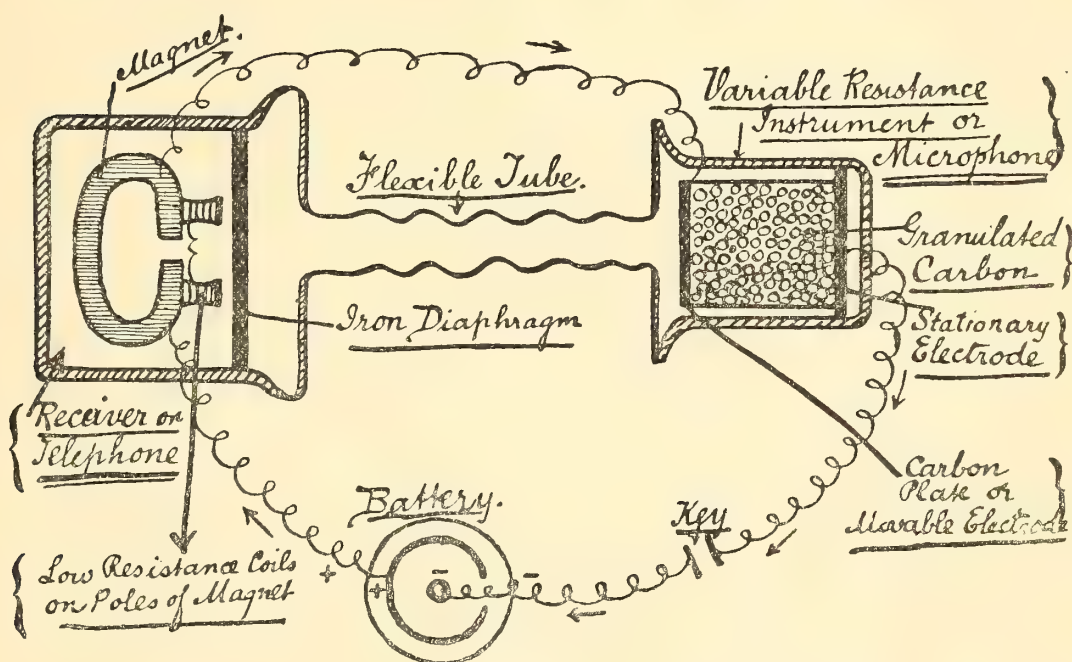 Magnet.
Variable Resistance
Instrument or
Microphone
Flexible Tube.
Granulated
Carbon
Iron Diaphragm
Stationary
Electrode
Receiver or
Telephone
Carbon
Plate or
Movable Electrode
Battery.
Key
Low Resistance Coils
on Poles of Magnet
+
+
-
-